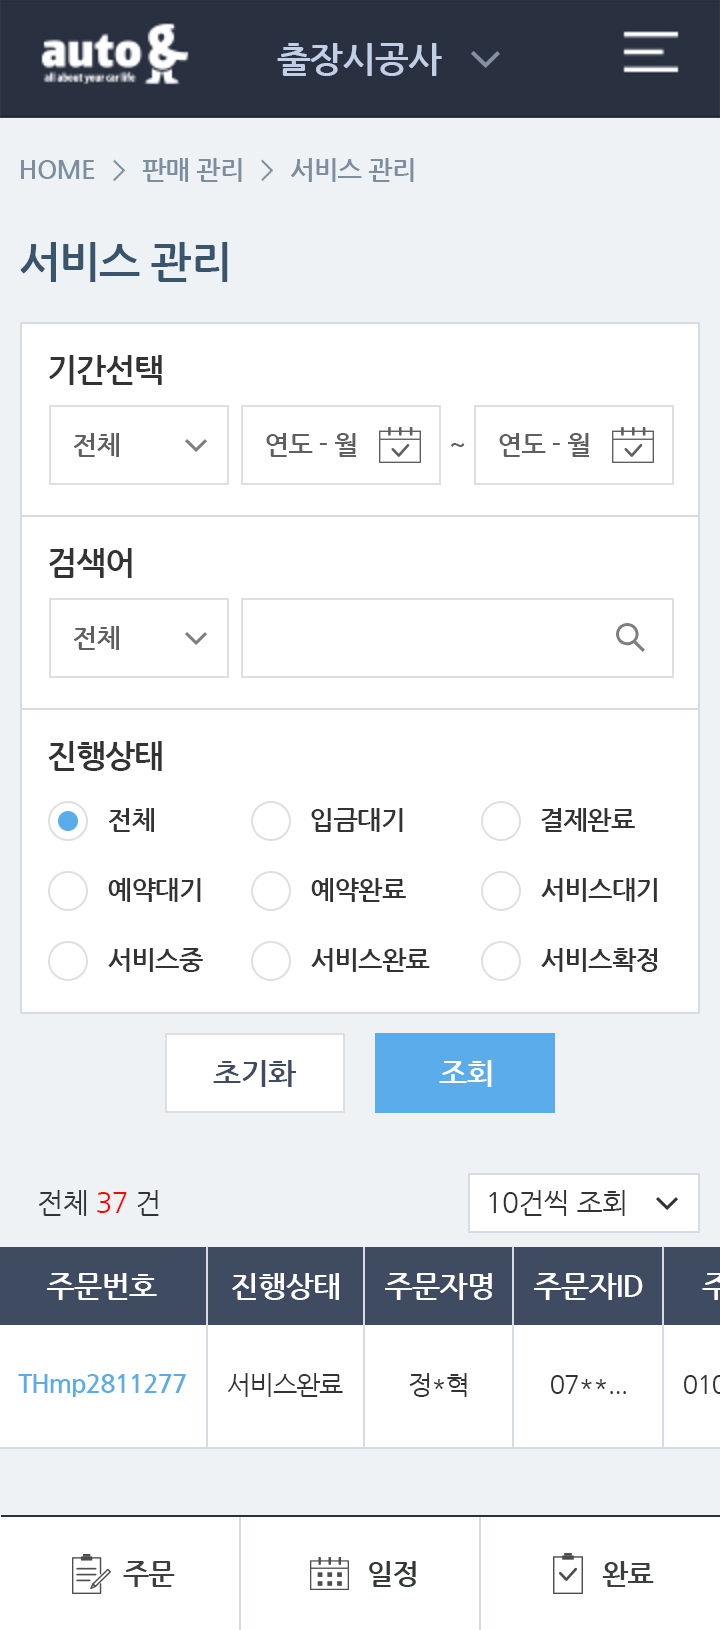 auto &
all about your car life
출장시공사
HOME > 판매 관리 > 서비스 관리
서비스 관리
기간선택
전체 연도 - 월 ~ 연도 - 월
검색어
전체
진행상태
전체 입금대기 결제완료
예약대기 예약완료 서비스대기
서비스중 서비스완료 서비스확정
초기화 조회
전체 37 건 10건씩 조회
주문번호 진행상태 주문자명 주문자ID
THmp2811277 서비스완료 정*혁 07**... 010
주문 일정 완료